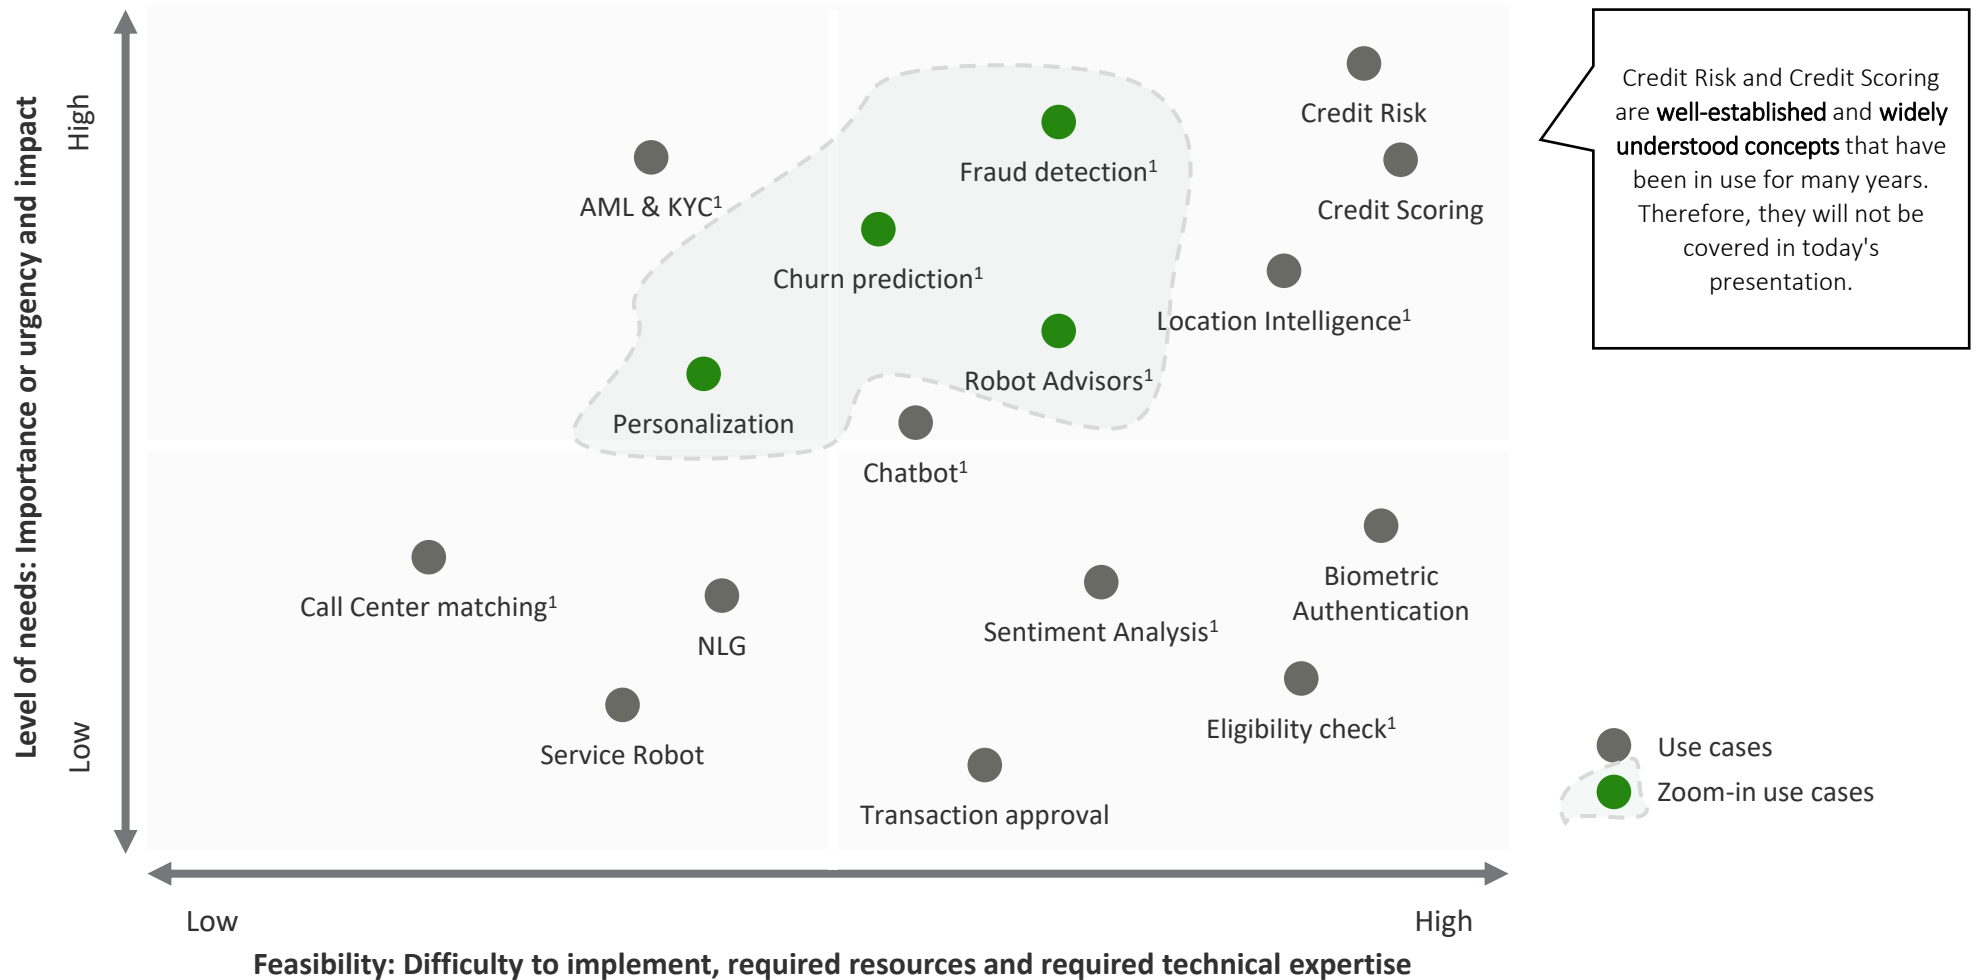 Level of needs: Importance or urgency and impact
High
Low
Credit Risk
Fraud detection¹
AML & KYC¹
Credit Scoring
Churn prediction¹
Location Intelligence¹
Robot Advisors¹
Personalization
Chatbot¹
Biometric
Authentication
Call Center matching¹
Sentiment Analysis¹
NLG
Eligibility check¹
Service Robot
Transaction approval
Low
High
Feasibility: Difficulty to implement, required resources and required technical expertise
Credit Risk and Credit Scoring
are well-established and widely
understood concepts that have
been in use for many years.
Therefore, they will not be
covered in today's
presentation.
Use cases
Zoom-in use cases